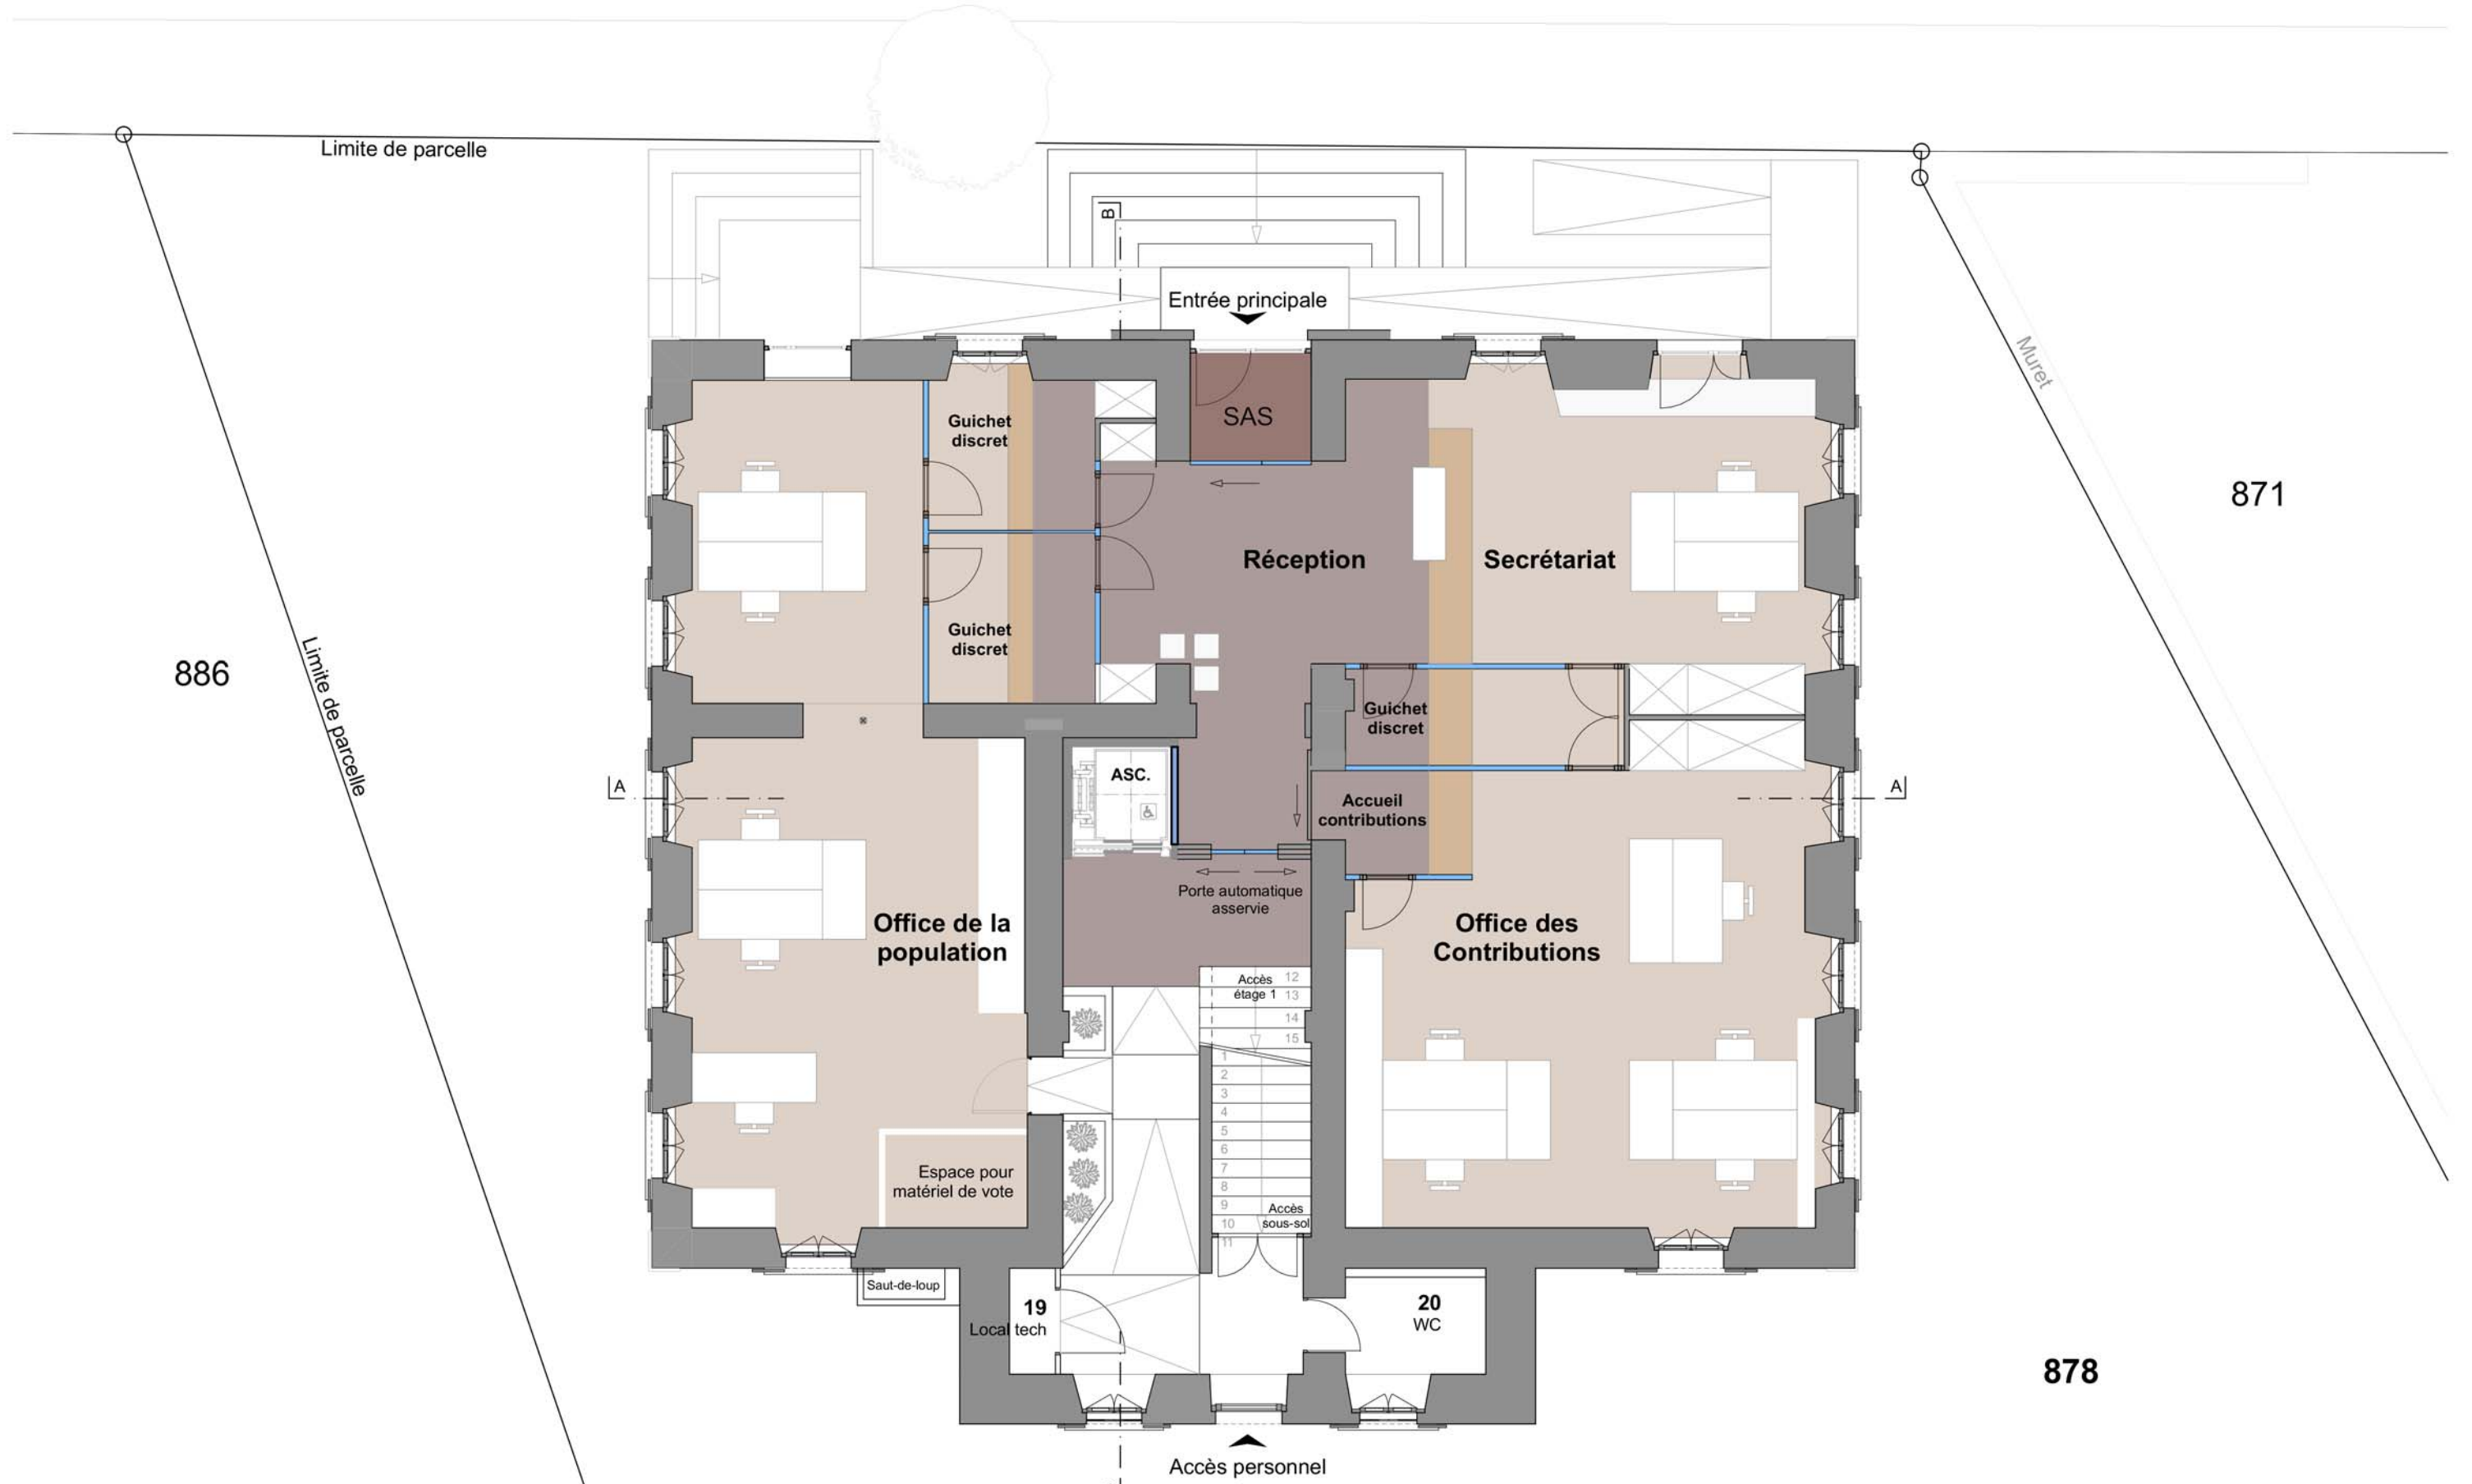 Limite de parcelle
B
Entrée principale
Muret
Guichet
discret
SAS
871
Réception
Secrétariat
Guichet
discret
886
Limite de parcelle
Guichet
discret
ASC.
A
A
Accueil
contributions
Porte automatique
asservie
Office de la
population
Office des
Contributions
Accès
étage 1
12
13
14
15
1
2
3
4
5
6
7
8
9
10
11
Espace pour
matériel de vote
Accès
sous-sol
Saut-de-loup
19
Local tech
20
WC
878
Accès personnel